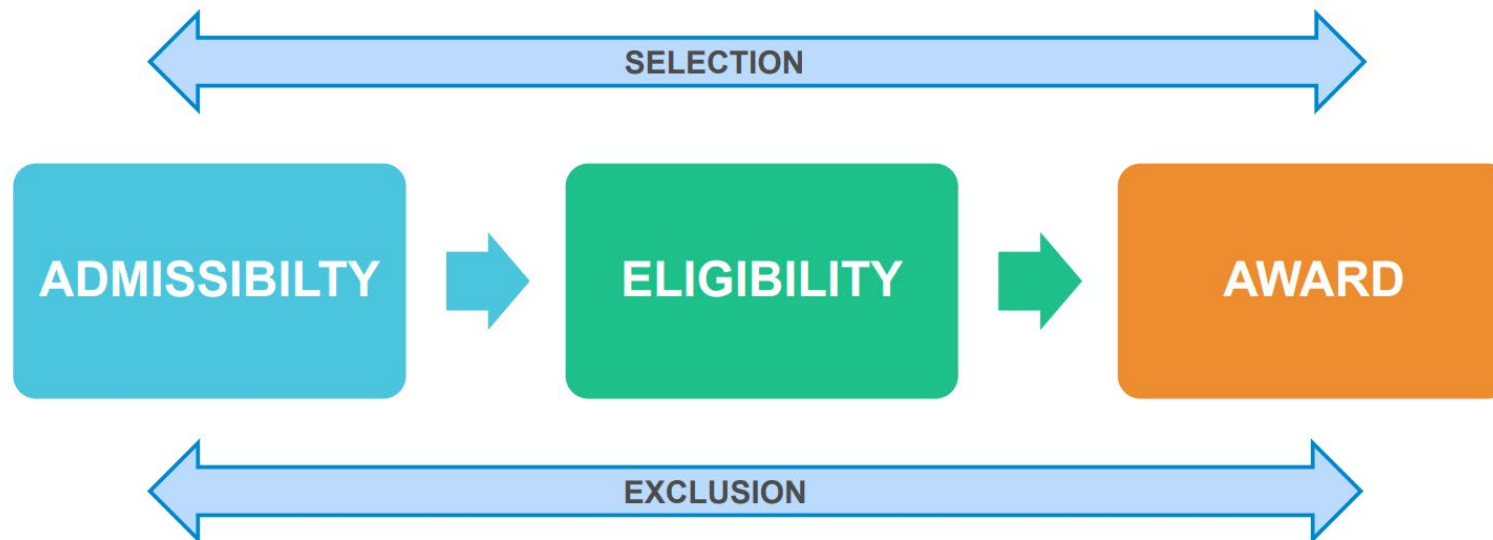 SELECTION
ADMISSIBILTY
ELIGIBILITY
AWARD
EXCLUSION